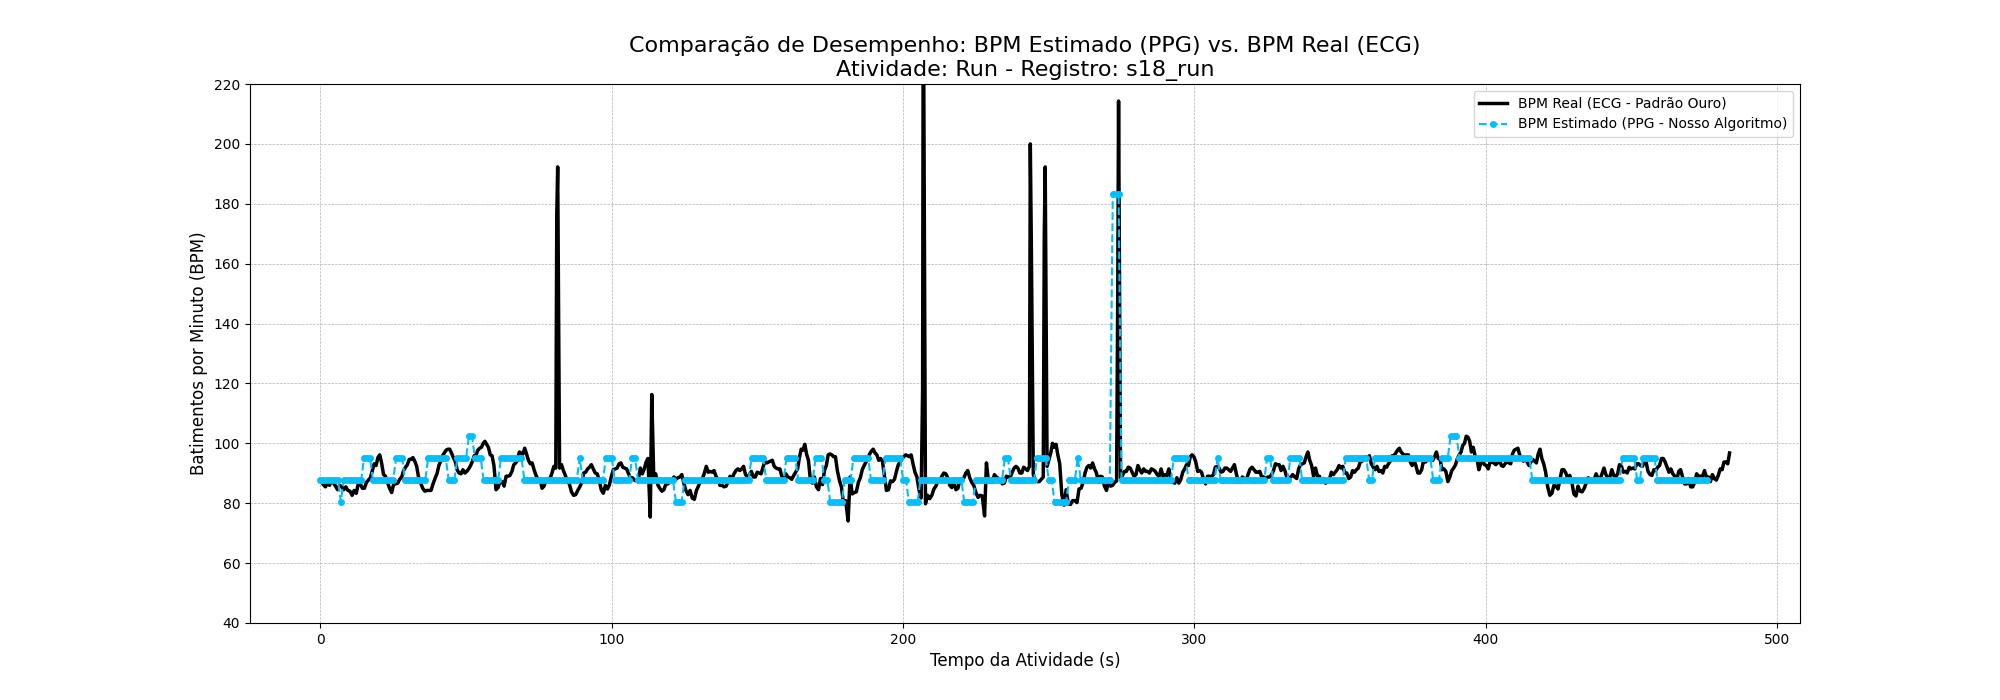 Comparação de Desempenho: BPM Estimado (PPG) vs. BPM Real (ECG)
Atividade: Run - Registro: s18_run
BPM Real (ECG - Padrão Ouro)
BPM Estimado (PPG - Nosso Algoritmo)
Batimentos por Minuto (BPM)
220
200
180
160
140
120
100
80
60
40
0 100 200 300 400 500
Tempo da Atividade (s)